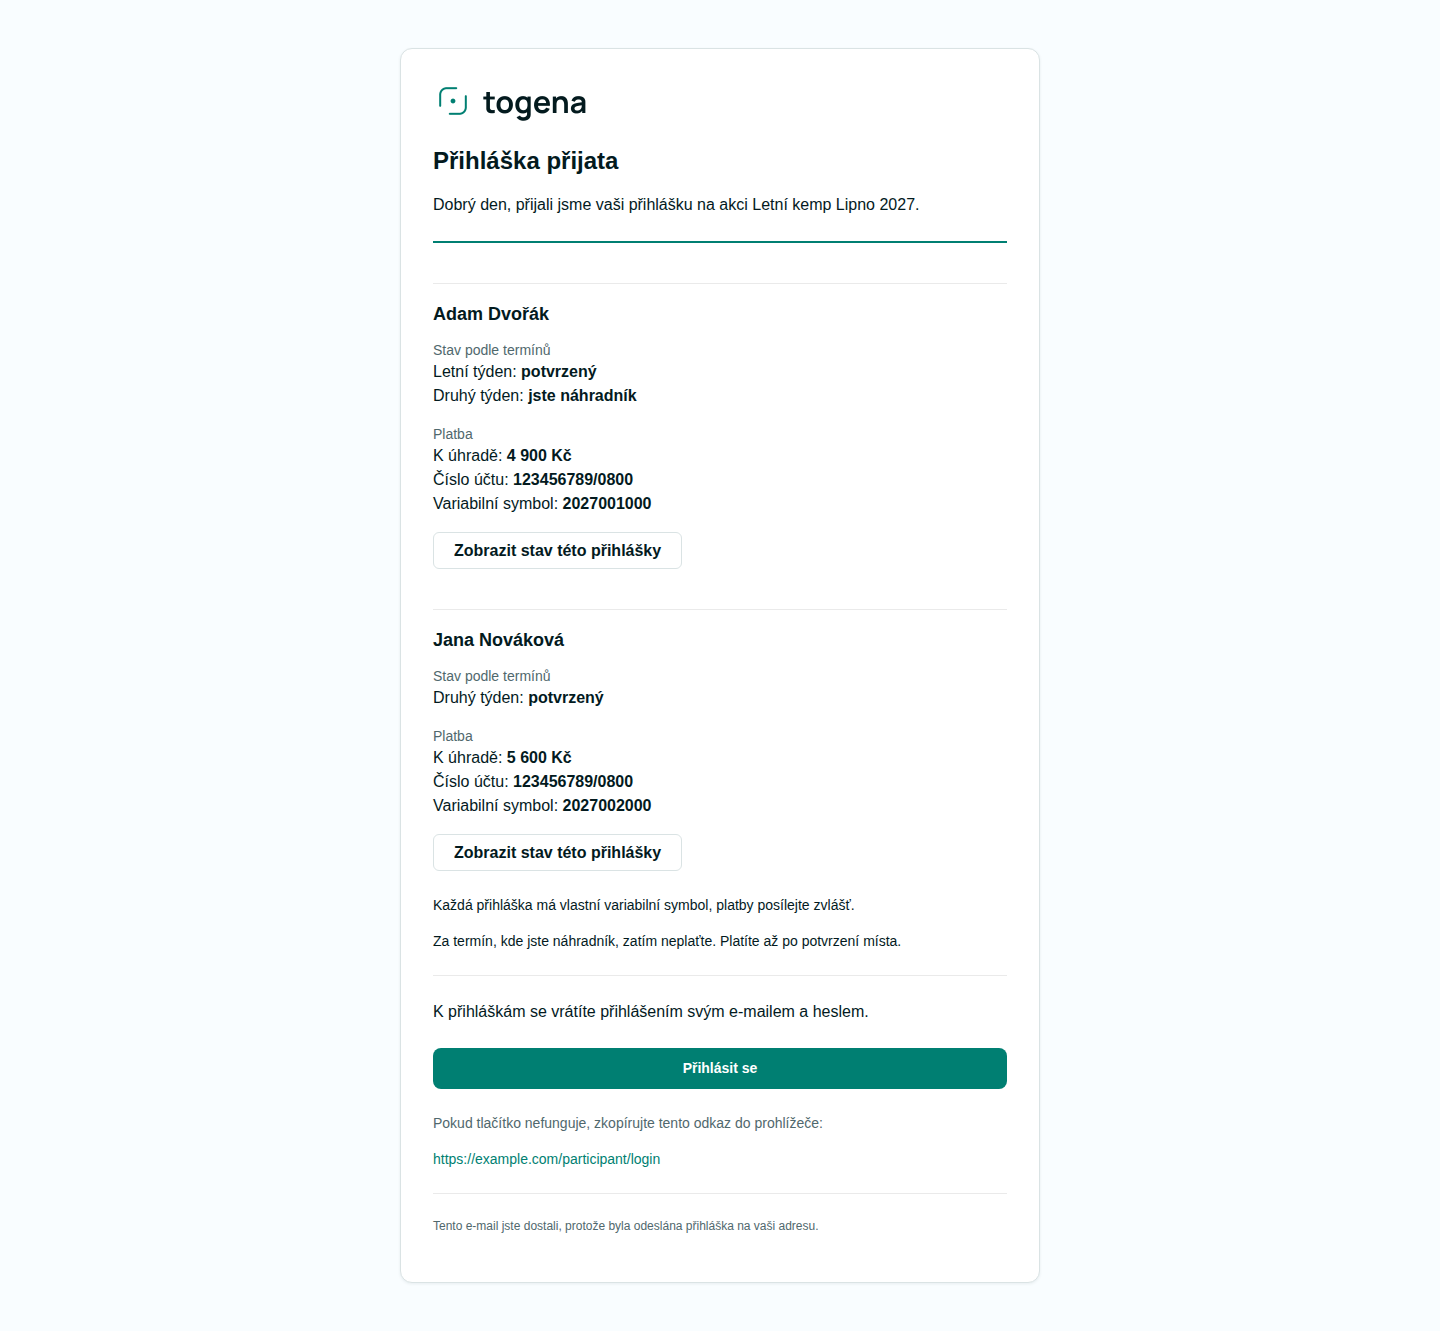 togena
Přihláška přijata
Dobrý den, přijali jsme vaši přihlášku na akci Letní kemp Lipno 2027.
Adam Dvořák
Stav podle termínů
Letní týden: potvrzený
Druhý týden: jste náhradník
Platba
K úhradě: 4 900 Kč
Číslo účtu: 123456789/0800
Variabilní symbol: 2027001000
Zobrazit stav této přihlášky
Jana Nováková
Stav podle termínů
Druhý týden: potvrzený
Platba
K úhradě: 5 600 Kč
Číslo účtu: 123456789/0800
Variabilní symbol: 2027002000
Zobrazit stav této přihlášky
Každá přihláška má vlastní variabilní symbol, platby posílejte zvlášť.
Za termín, kde jste náhradník, zatím neplaťte. Platíte až po potvrzení místa.
K přihláškám se vrátíte přihlášením svým e-mailem a heslem.
Přihlásit se
Pokud tlačítko nefunguje, zkopírujte tento odkaz do prohlížeče:
https://example.com/participant/login
Tento e-mail jste dostali, protože byla odeslána přihláška na vaši adresu.